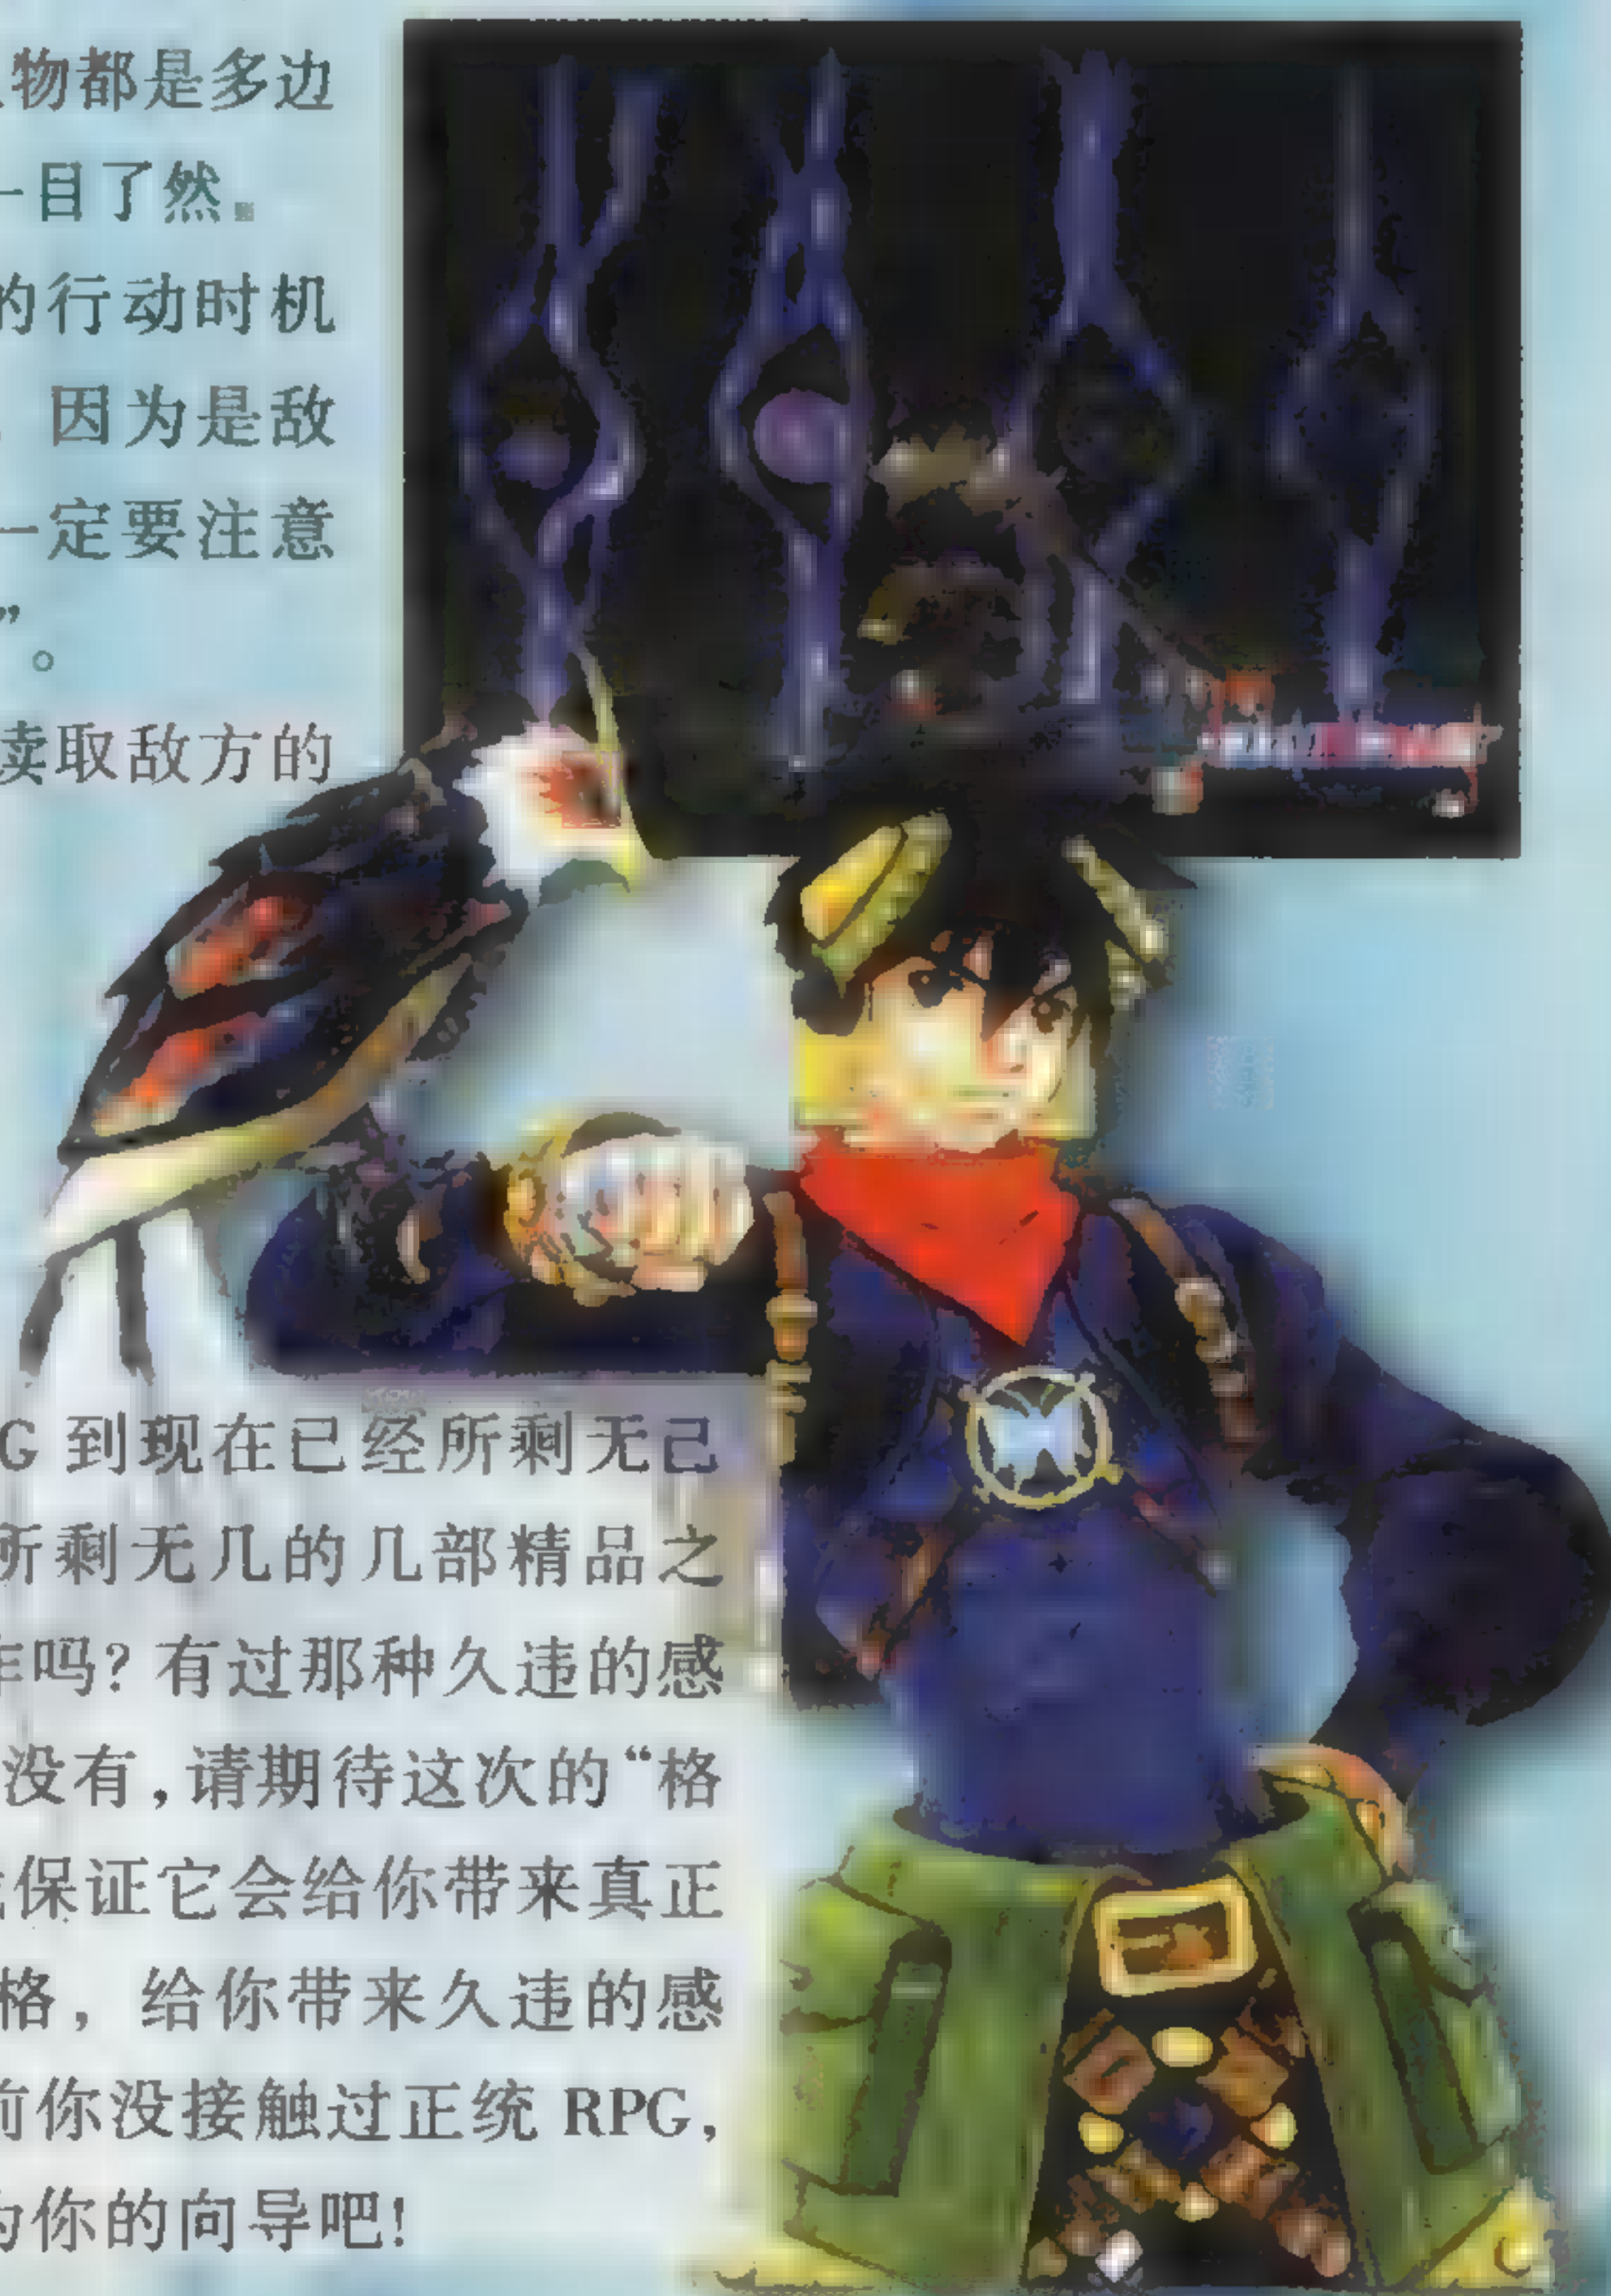 物都是多边
一目了然。
的行动时机
因为是敌
一定要注意
”。
读取敌方的
G 到现在已经所剩无己
所剩无几的几部精品之
作吗？有过那种久违的感
没有，请期待这次的“格
保证它会给你带来真正
格，给你带来久违的感
前你没接触过正统 RPG，
为你的向导吧！